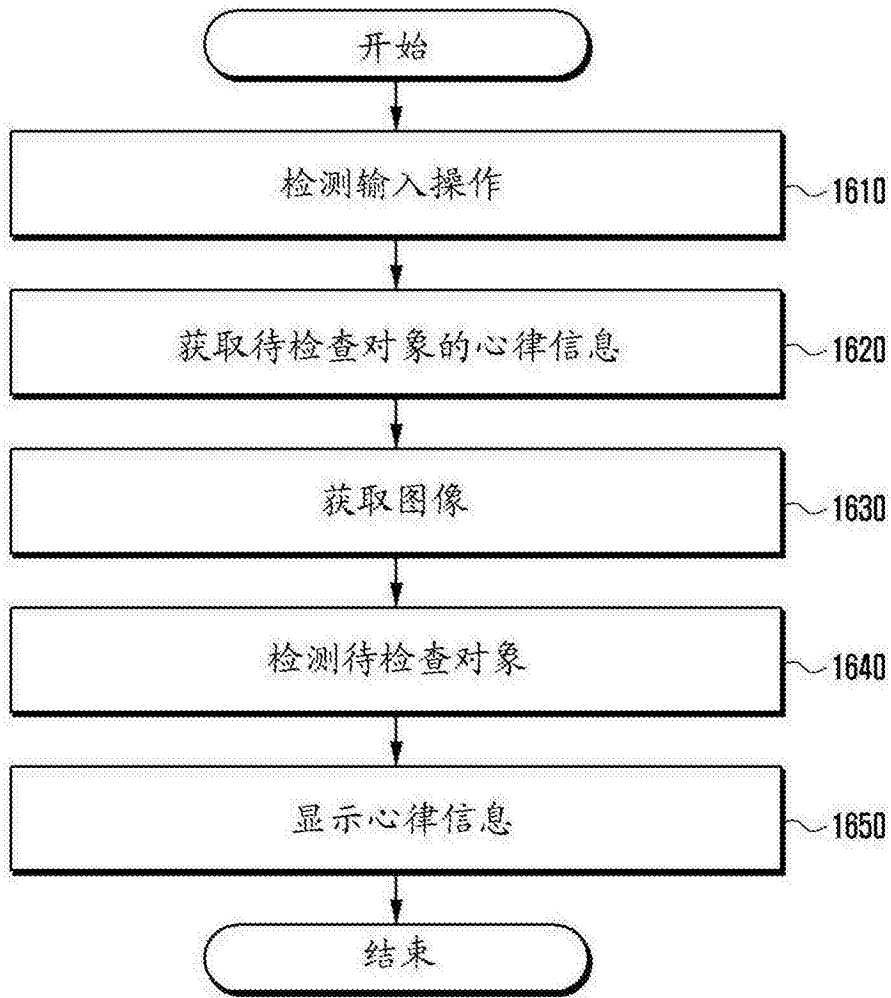 开始
检测输入操作
1610
获取待检查对象的心律信息
1620
获取图像
1630
检测待检查对象
1640
显示心律信息
1650
结束